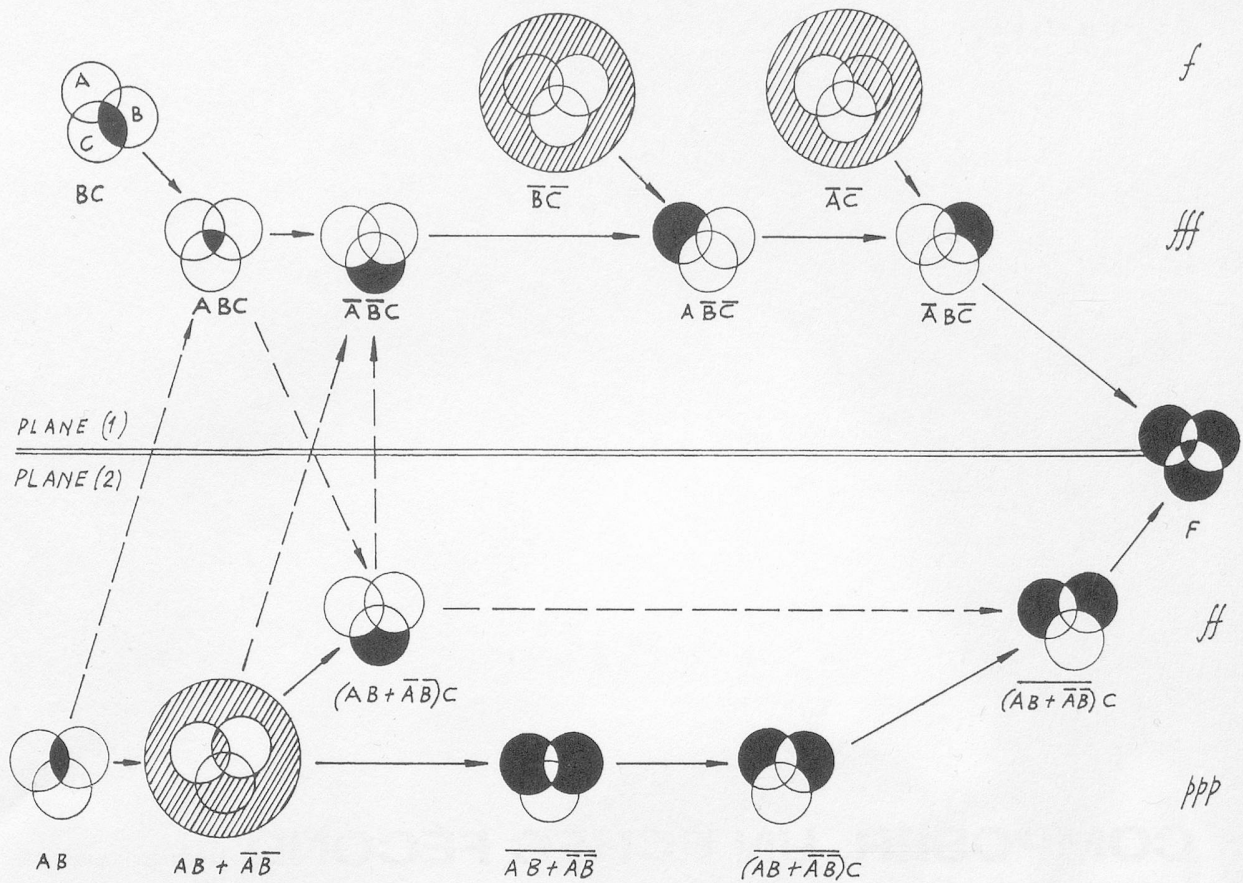 f
A
B
C
BC
B̅C̅
A̅C̅
fff
ABC
A̅B̅C
AB̅C̅
A̅BC̅
PLANE (1)
PLANE (2)
F
ff
(AB + A̅B̅)C
(̅A̅B̅ ̅+̅ ̅A̿B̿)̅C
ppp
AB
AB + A̅B̅
A̅B̅ ̅+̅ ̅A̿B̿
(̅A̅B̅ ̅+̅ ̅A̿B̿)̅C